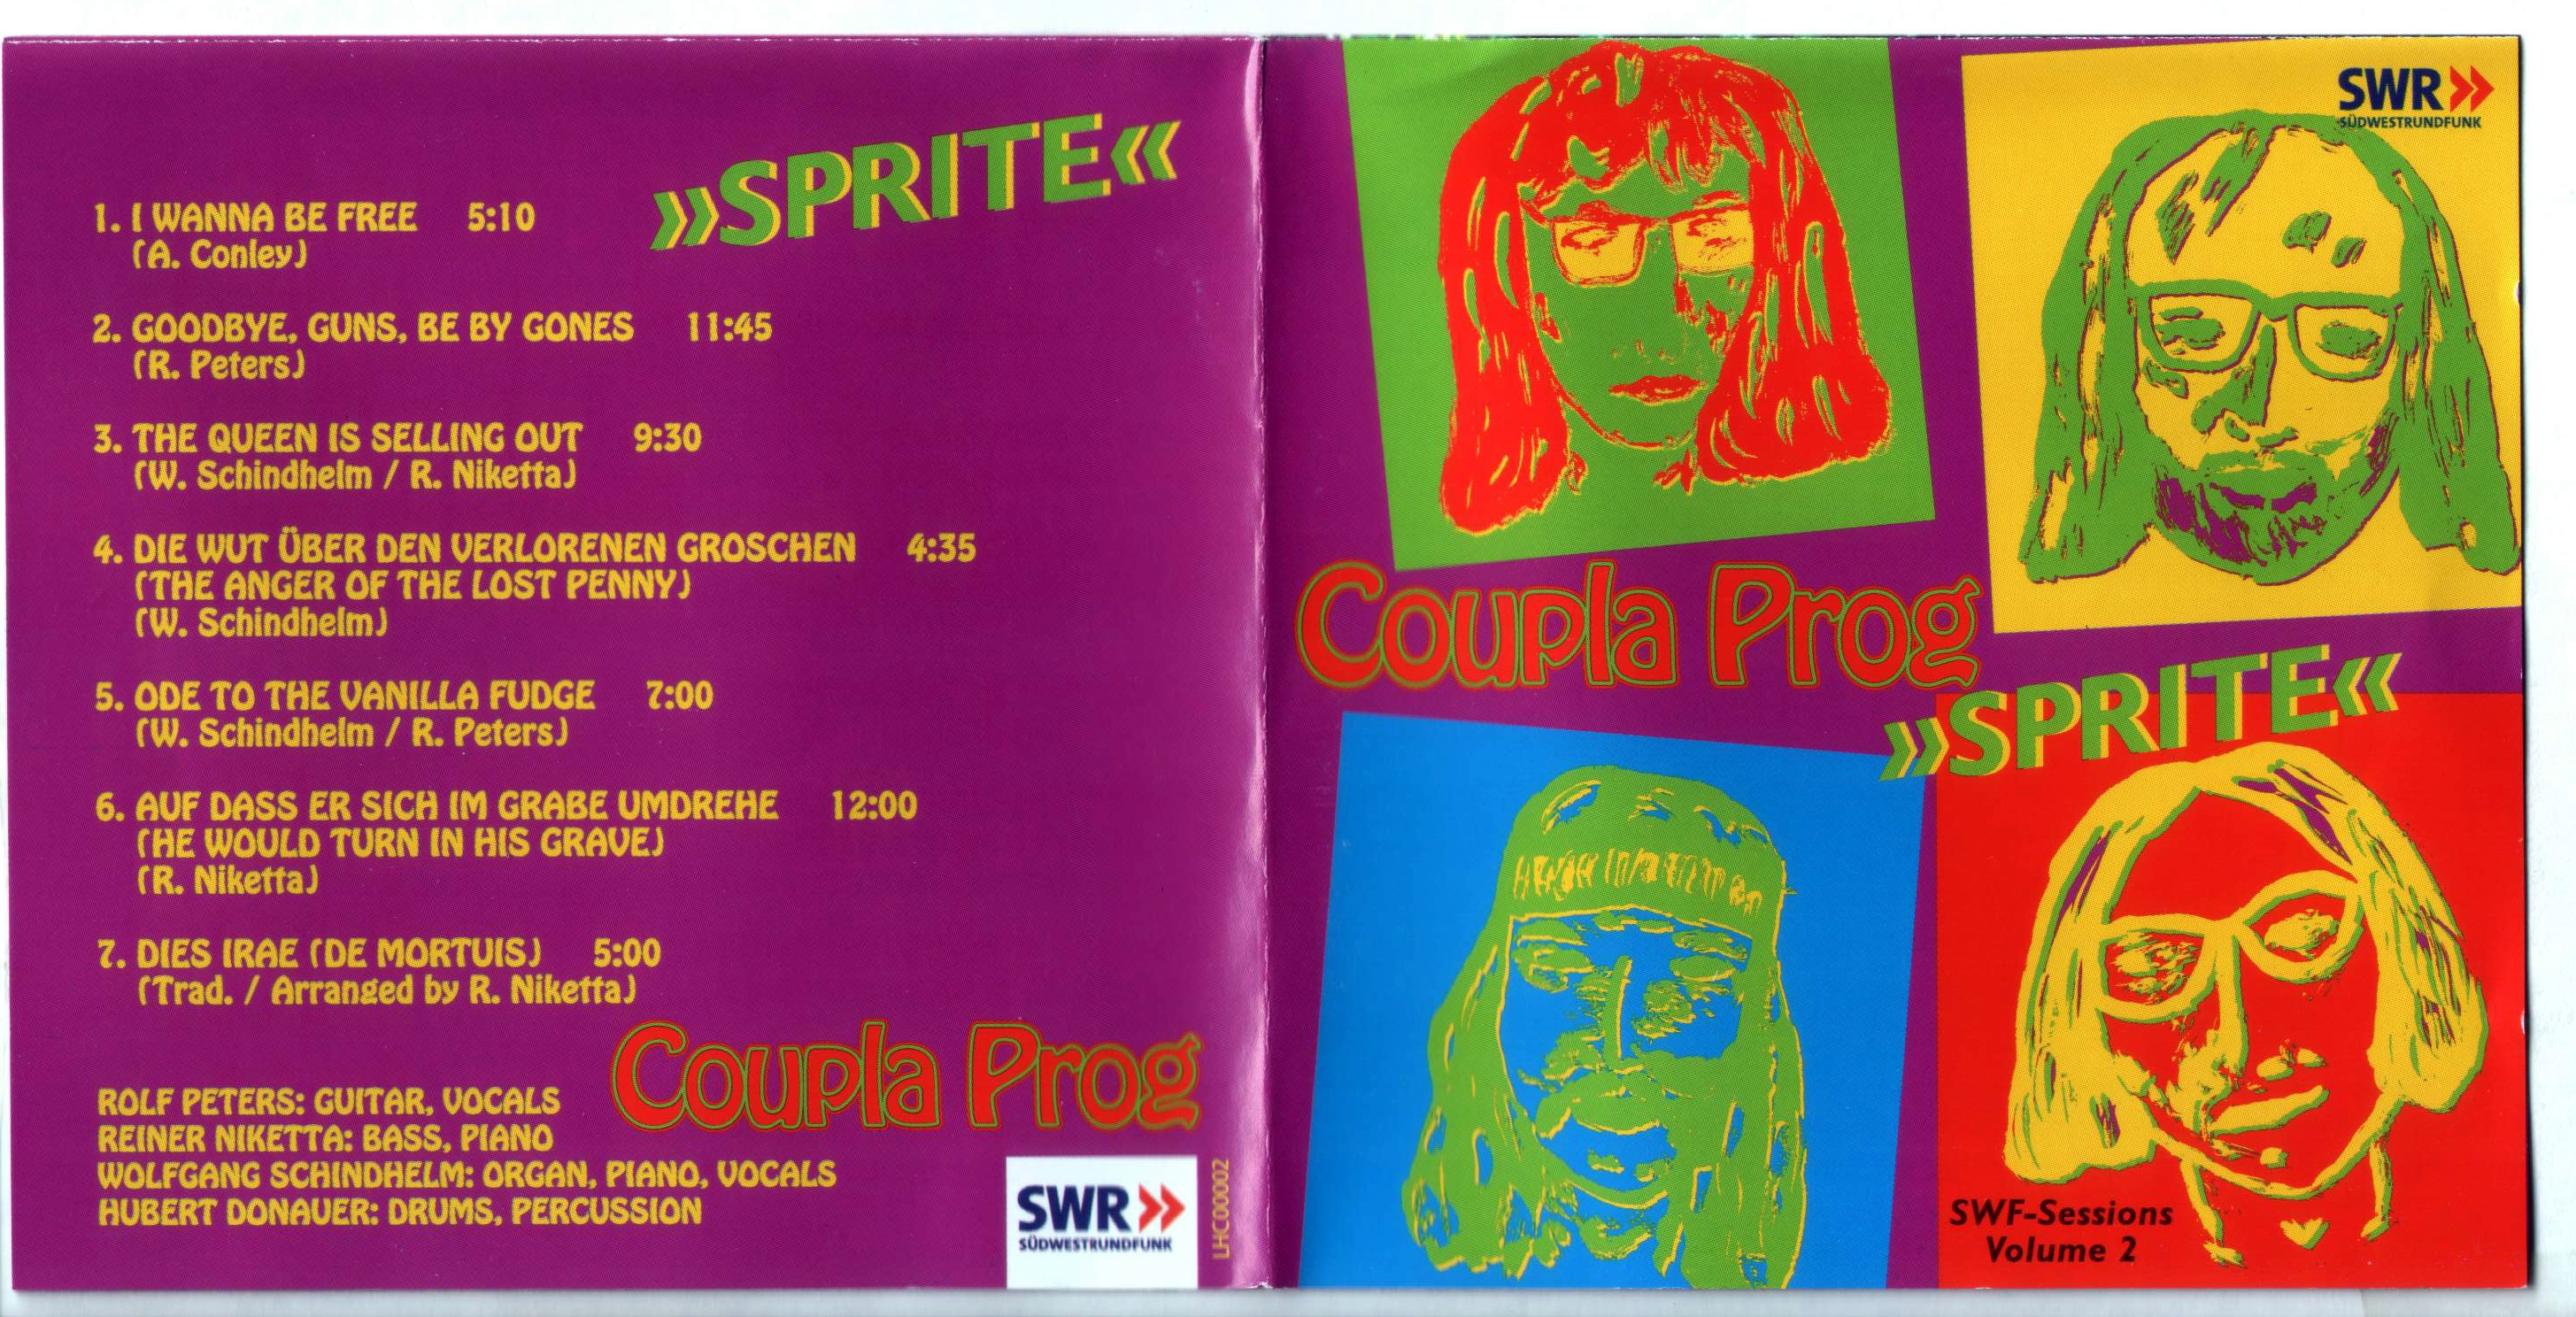 »SPRITE«
1. I WANNA BE FREE 5:10
(A. Conley)
2. GOODBYE, GUNS, BE BY GONES 11:45
(R. Peters)
3. THE QUEEN IS SELLING OUT 9:30
(W. Schindhelm / R. Niketta)
4. DIE WUT ÜBER DEN VERLORENEN GROSCHEN 4:35
(THE ANGER OF THE LOST PENNY)
(W. Schindhelm)
5. ODE TO THE VANILLA FUDGE 7:00
(W. Schindhelm / R. Peters)
6. AUF DASS ER SICH IM GRABE UMDREHE 12:00
(HE WOULD TURN IN HIS GRAVE)
(R. Niketta)
7. DIES IRAE (DE MORTUIS) 5:00
(Trad. / Arranged by R. Niketta)
Coupla Prog
ROLF PETERS: GUITAR, VOCALS
REINER NIKETTA: BASS, PIANO
WOLFGANG SCHINDHELM: ORGAN, PIANO, VOCALS
HUBERT DONAUER: DRUMS, PERCUSSION
SWR»
SÜDWESTRUNDFUNK
LHC00002
SWR»
SÜDWESTRUNDFUNK
Coupla Prog
»SPRITE«
SWF-Sessions
Volume 2